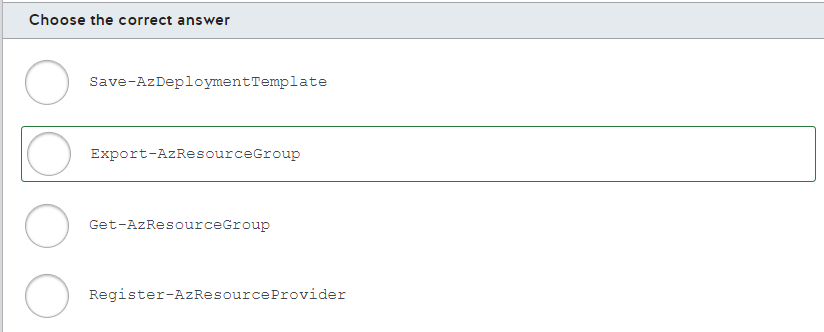 Choose the correct answer
Save-AzDeploymentTemplate
Export-AzResourceGroup
Get-AzResourceGroup
Register-AzResourceProvider